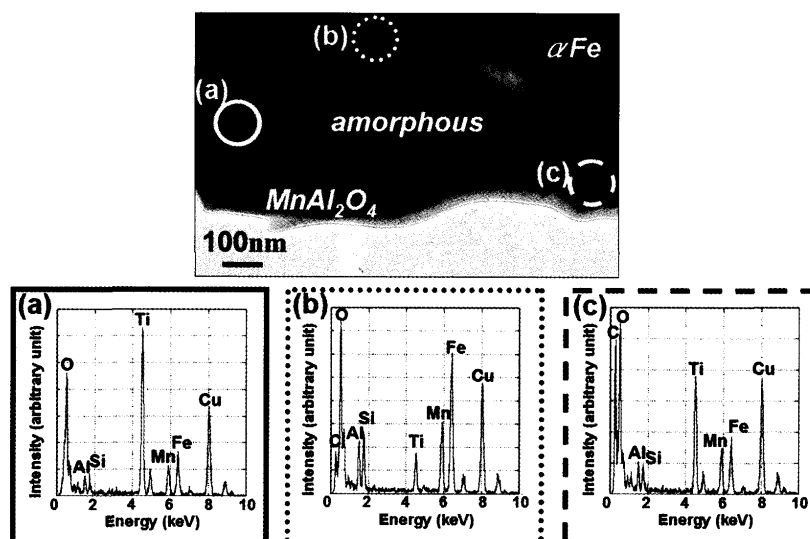 (b)
αFe
(a)
amorphous
(c)
MnAl₂O₄
100nm
(a)
Intensity (arbitrary unit)
O
Al
Si
Ti
Mn
Fe
Cu
0 2 4 6 8 10
Energy (keV)
(b)
Intensity (arbitrary unit)
C
O
Al
Si
Ti
Mn
Fe
Cu
0 2 4 6 8 10
Energy (keV)
(c)
Intensity (arbitrary unit)
C
O
Al
Si
Ti
Mn
Fe
Cu
0 2 4 6 8 10
Energy (keV)